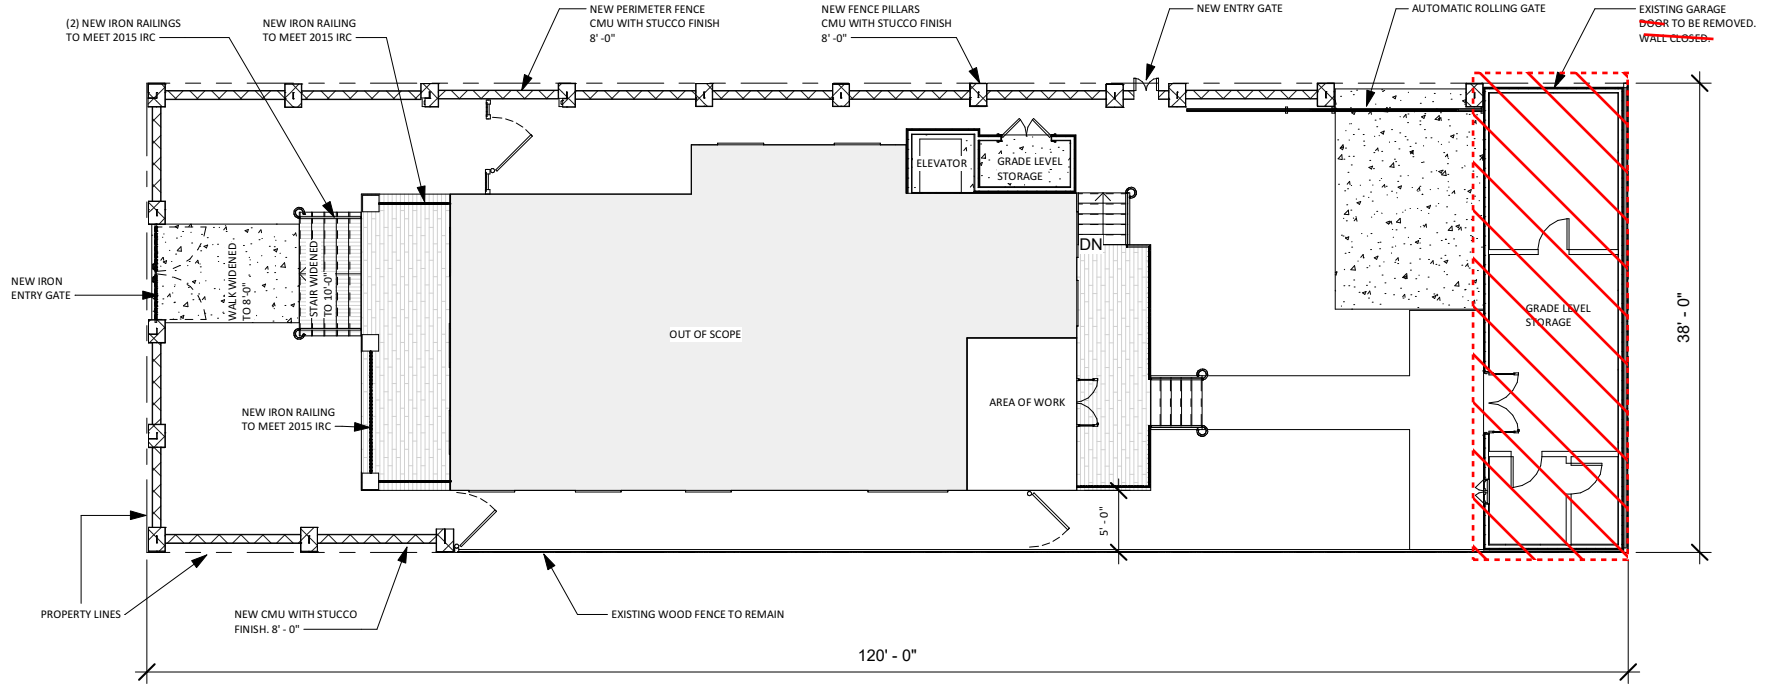 (2) NEW IRON RAILINGS
TO MEET 2015 IRC
NEW IRON RAILING
TO MEET 2015 IRC
NEW PERIMETER FENCE
CMU WITH STUCCO FINISH
8' -0"
NEW FENCE PILLARS
CMU WITH STUCCO FINISH
8' -0"
NEW ENTRY GATE
AUTOMATIC ROLLING GATE
EXISTING GARAGE
DOOR TO BE REMOVED.
WALL CLOSED.
ELEVATOR
GRADE LEVEL
STORAGE
WALK WIDENED
TO 8'-0"
STAIR WIDENED
TO 10'-0"
DN
NEW IRON
ENTRY GATE
OUT OF SCOPE
GRADE LEVEL
STORAGE
38' - 0"
AREA OF WORK
NEW IRON RAILING
TO MEET 2015 IRC
5' - 0"
PROPERTY LINES
NEW CMU WITH STUCCO
FINISH. 8' - 0"
EXISTING WOOD FENCE TO REMAIN
120' - 0"